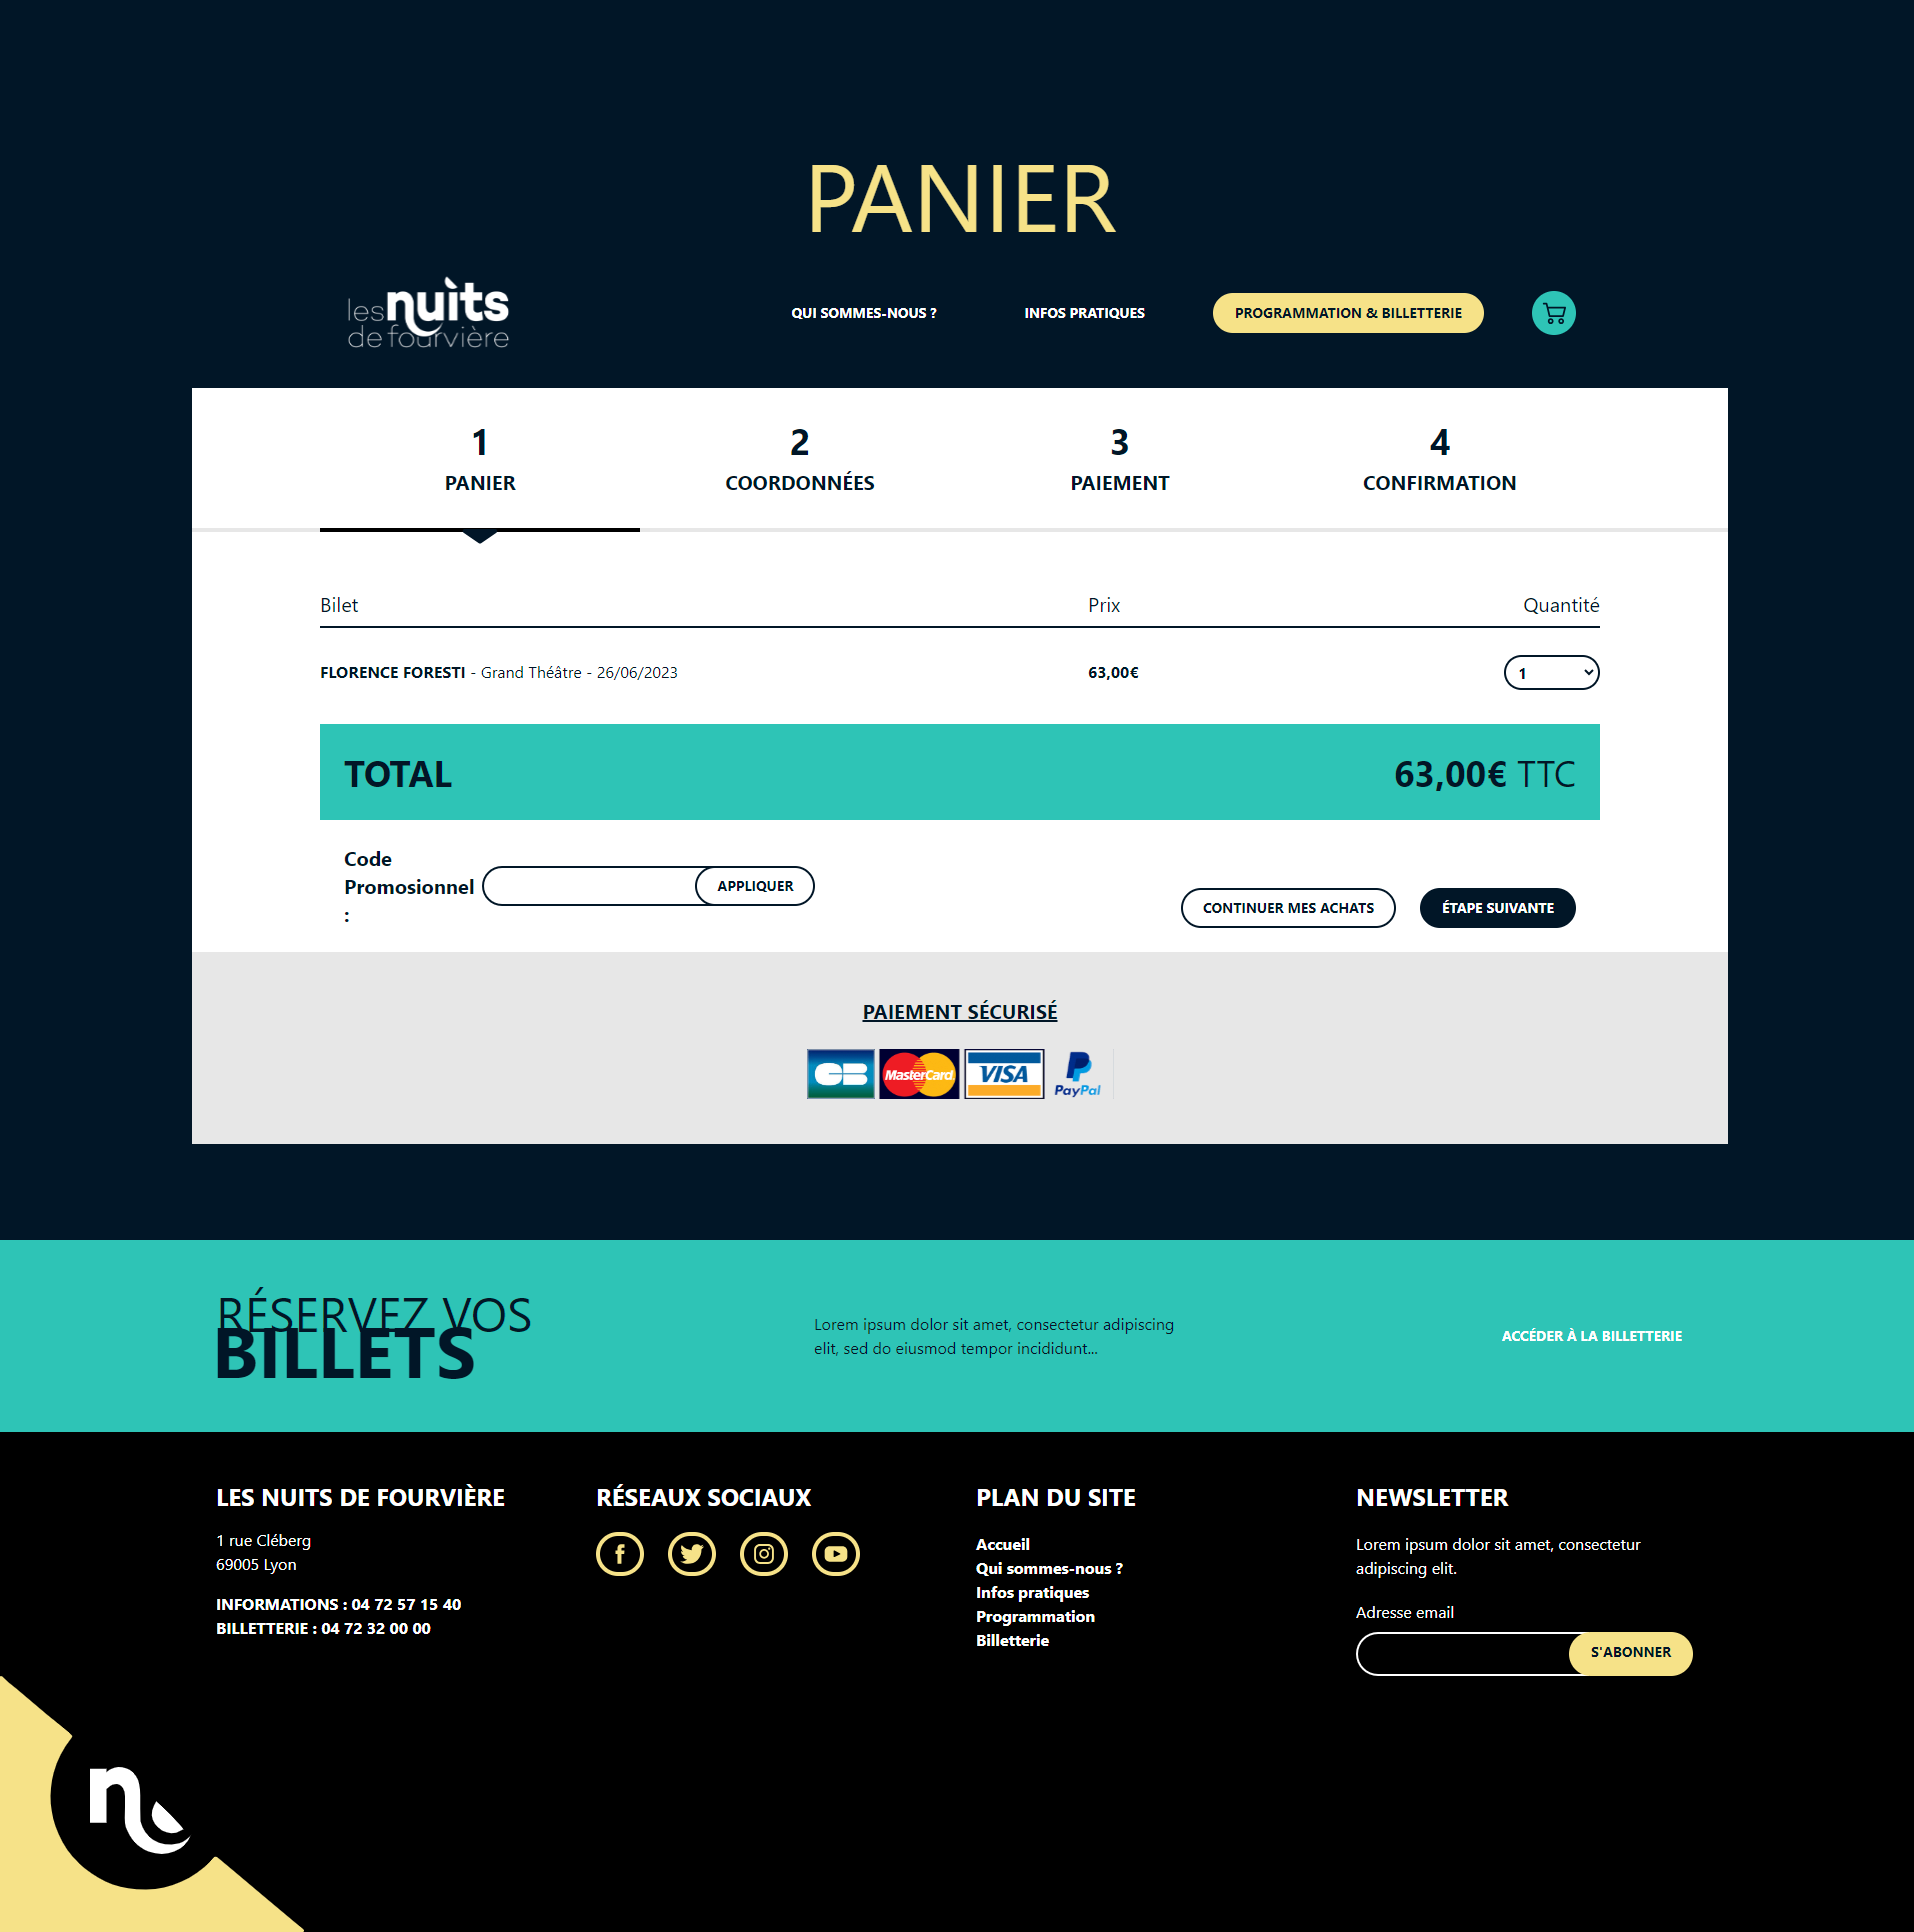 PANIER
les nuits
de fourvière
QUI SOMMES-NOUS ?
INFOS PRATIQUES
PROGRAMMATION & BILLETTERIE
1
PANIER
2
COORDONNÉES
3
PAIEMENT
4
CONFIRMATION
Bilet
Prix
Quantité
FLORENCE FORESTI - Grand Théâtre - 26/06/2023
63,00€
1
TOTAL
63,00€ TTC
Code
Promosionnel
:
APPLIQUER
CONTINUER MES ACHATS
ÉTAPE SUIVANTE
PAIEMENT SÉCURISÉ
CB
MasterCard
VISA
PayPal
RÉSERVEZ VOS
BILLETS
Lorem ipsum dolor sit amet, consectetur adipiscing
elit, sed do eiusmod tempor incididunt...
ACCÉDER À LA BILLETTERIE
LES NUITS DE FOURVIÈRE
1 rue Cléberg
69005 Lyon
INFORMATIONS : 04 72 57 15 40
BILLETTERIE : 04 72 32 00 00
RÉSEAUX SOCIAUX
PLAN DU SITE
Accueil
Qui sommes-nous ?
Infos pratiques
Programmation
Billetterie
NEWSLETTER
Lorem ipsum dolor sit amet, consectetur
adipiscing elit.
Adresse email
S'ABONNER
n